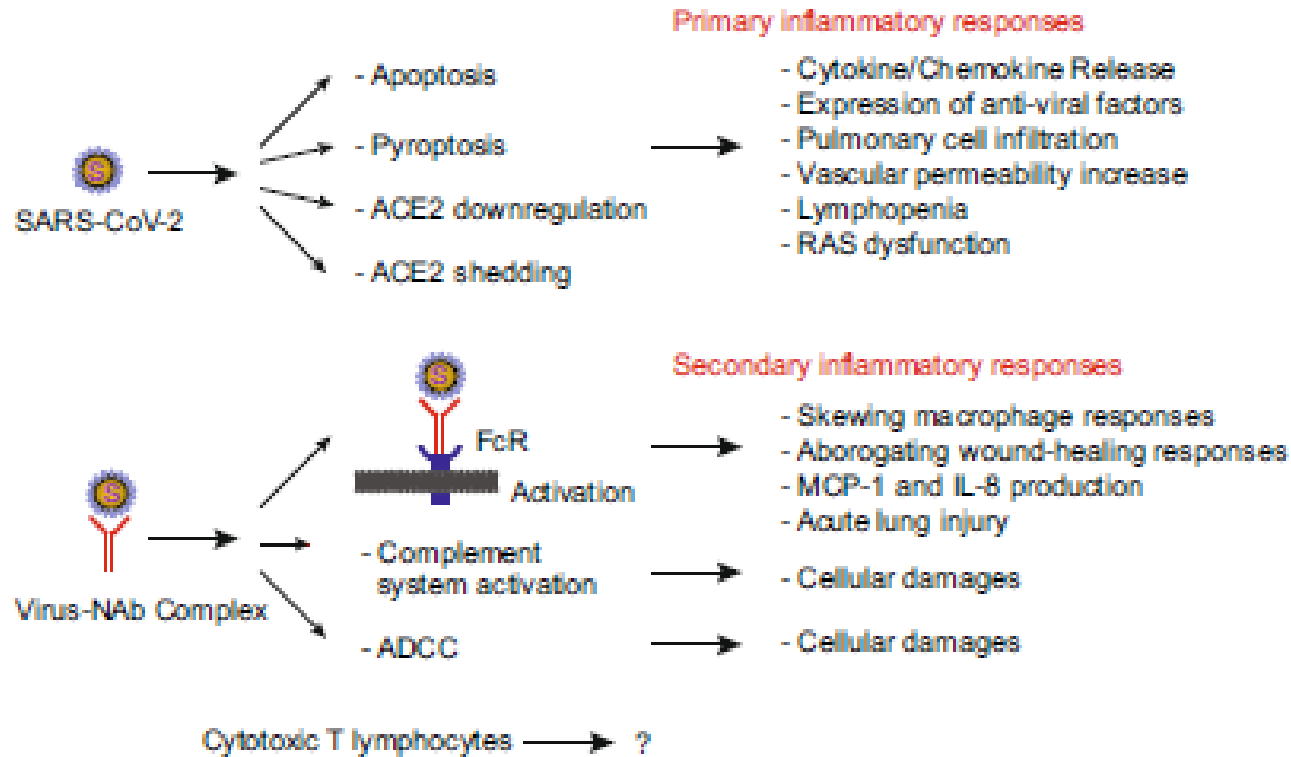 Primary inflammatory responses
S
SARS-CoV-2
- Apoptosis
- Pyroptosis
- ACE2 downregulation
- ACE2 shedding
- Cytokine/Chemokine Release
- Expression of anti-viral factors
- Pulmonary cell infiltration
- Vascular permeability increase
- Lymphopenia
- RAS dysfunction
Secondary inflammatory responses
S
Virus-NAb Complex
S
FcR
Activation
- Complement
system activation
- ADCC
- Skewing macrophage responses
- Aborogating wound-healing responses
- MCP-1 and IL-8 production
- Acute lung injury
- Cellular damages
- Cellular damages
Cytotoxic T lymphocytes
?